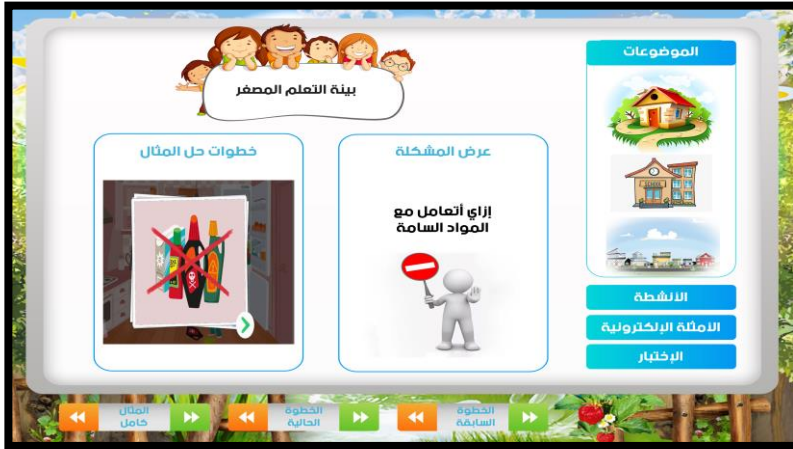 بيئة التعلم المصغر
الموضوعات
عرض المشكلة
إزاي أتعامل مع
المواد السامة
خطوات حل المثال
الأنشطة
الأمثلة الإلكترونية
الإختبار
الخطوة
السابقة
الخطوة
الحالية
المثال
كامل